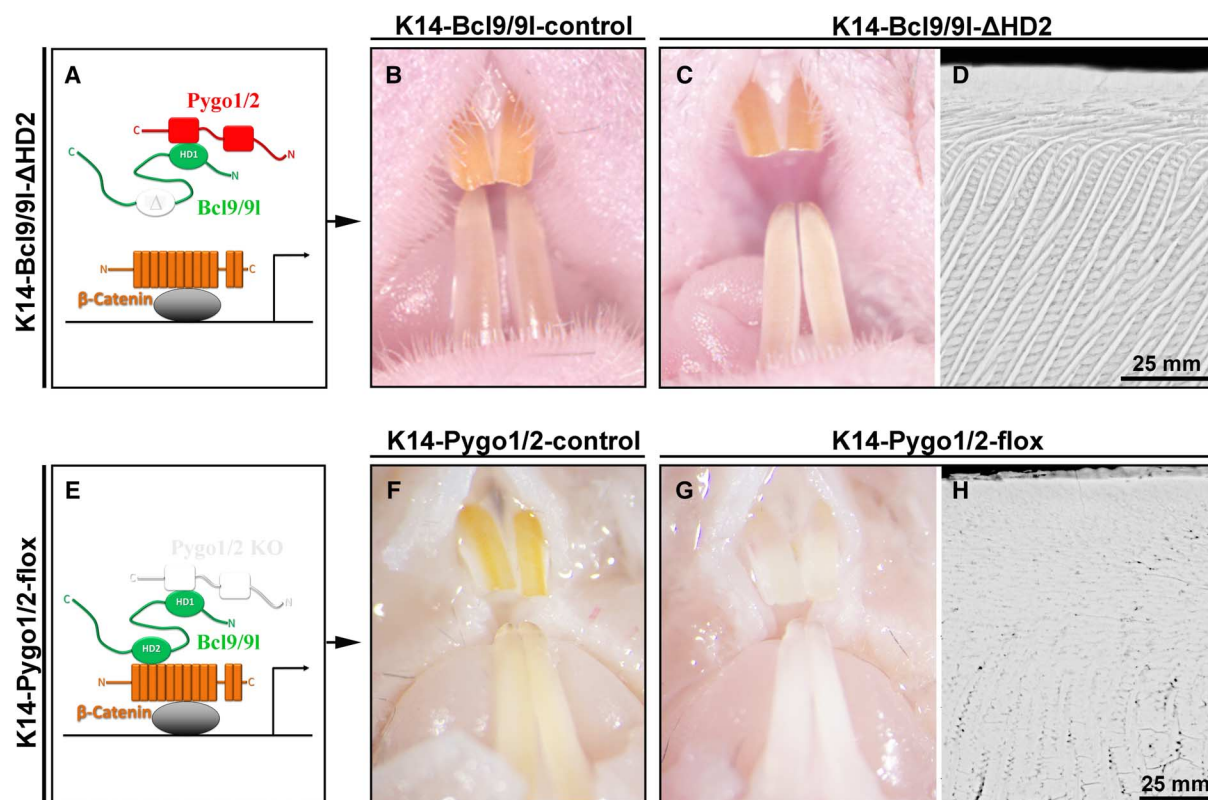 K14-Bcl9/9l-control
K14-Bcl9/9l-ΔHD2
K14-Bcl9/9l-ΔHD2
A
Pygo1/2
C
N
HD1
C
N
Δ
Bcl9/9l
N
C
β-Catenin
B
C
D
25 mm
K14-Pygo1/2-control
K14-Pygo1/2-flox
K14-Pygo1/2-flox
E
Pygo1/2 KO
C
N
HD1
C
N
HD2
Bcl9/9l
N
C
β-Catenin
F
G
H
25 mm